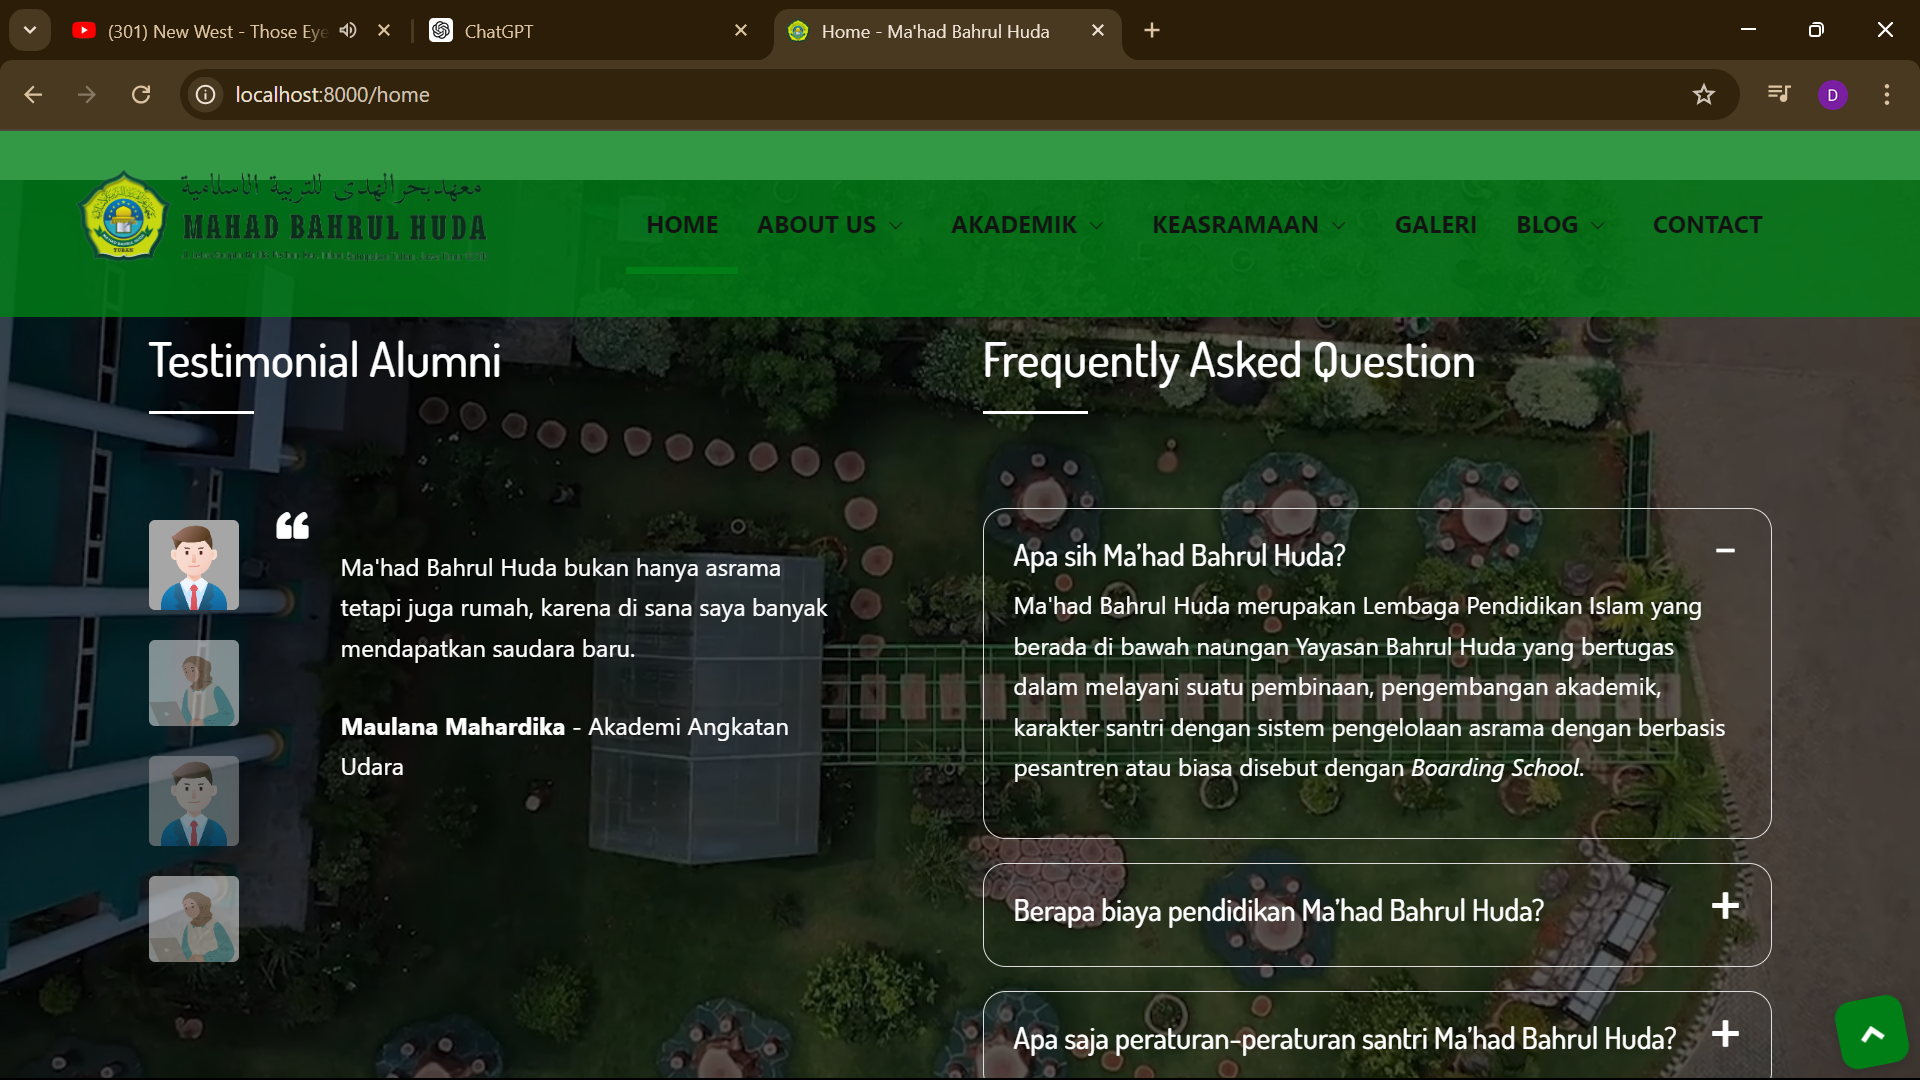 (301) New West - Those Eye
ChatGPT
Home - Ma'had Bahrul Huda
localhost:8000/home
D
معهد بحر الهدى للتربية الاسلامية
MAHAD BAHRUL HUDA
TUBAN
HOME
ABOUT US
AKADEMIK
KEASRAMAAN
GALERI
BLOG
CONTACT
Testimonial Alumni
“
Ma'had Bahrul Huda bukan hanya asrama
tetapi juga rumah, karena di sana saya banyak
mendapatkan saudara baru.
Maulana Mahardika - Akademi Angkatan
Udara
Frequently Asked Question
Apa sih Ma’had Bahrul Huda?
Ma'had Bahrul Huda merupakan Lembaga Pendidikan Islam yang
berada di bawah naungan Yayasan Bahrul Huda yang bertugas
dalam melayani suatu pembinaan, pengembangan akademik,
karakter santri dengan sistem pengelolaan asrama dengan berbasis
pesantren atau biasa disebut dengan Boarding School.
Berapa biaya pendidikan Ma’had Bahrul Huda?
Apa saja peraturan-peraturan santri Ma’had Bahrul Huda?